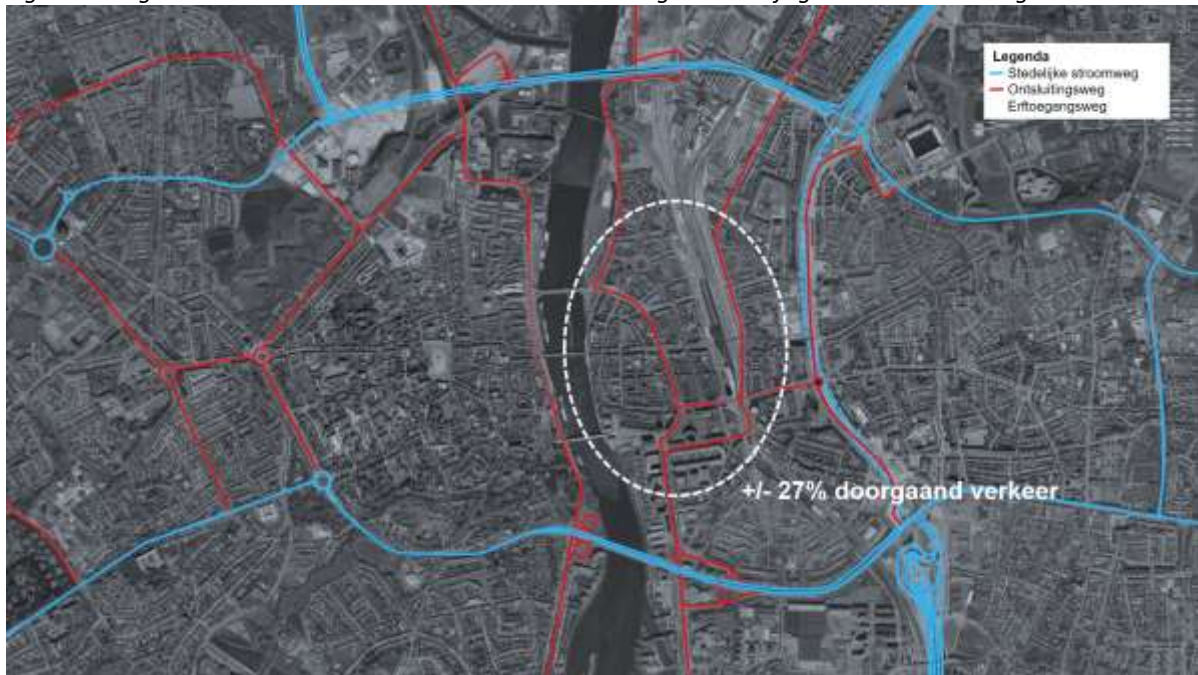 Legenda
Stedelijke stroomweg
Ontsluitingsweg
Erftoegangsweg
+/- 27% doorgaand verkeer